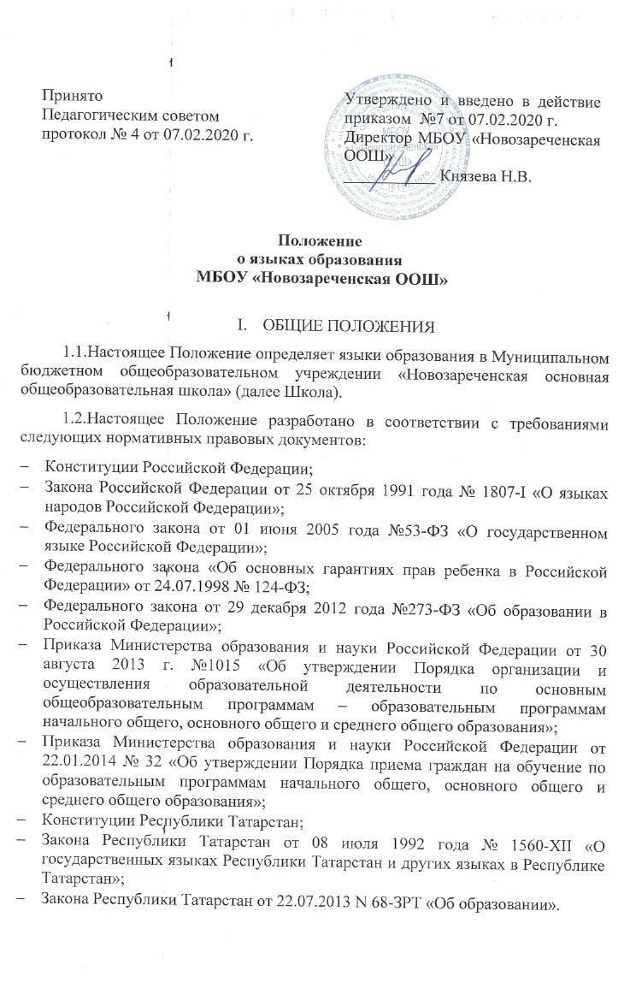 Принято
Педагогическим советом
протокол № 4 от 07.02.2020 г.
Утверждено и введено в действие
приказом №7 от 07.02.2020 г.
Директор МБОУ «Новозареченская
ООШ»
___________ Князева Н.В.
МБОУ
«Новозареченская
ООШ»
Положение
о языках образования
МБОУ «Новозареченская ООШ»
I. ОБЩИЕ ПОЛОЖЕНИЯ
1.1.Настоящее Положение определяет языки образования в Муниципальном
бюджетном общеобразовательном учреждении «Новозареченская основная
общеобразовательная школа» (далее Школа).
1.2.Настоящее Положение разработано в соответствии с требованиями
следующих нормативных правовых документов:
– Конституции Российской Федерации;
– Закона Российской Федерации от 25 октября 1991 года № 1807-I «О языках
народов Российской Федерации»;
– Федерального закона от 01 июня 2005 года №53-ФЗ «О государственном
языке Российской Федерации»;
– Федерального закона «Об основных гарантиях прав ребенка в Российской
Федерации» от 24.07.1998 № 124-ФЗ;
– Федерального закона от 29 декабря 2012 года №273-ФЗ «Об образовании в
Российской Федерации»;
– Приказа Министерства образования и науки Российской Федерации от 30
августа 2013 г. №1015 «Об утверждении Порядка организации и
осуществления образовательной деятельности по основным
общеобразовательным программам – образовательным программам
начального общего, основного общего и среднего общего образования»;
– Приказа Министерства образования и науки Российской Федерации от
22.01.2014 № 32 «Об утверждении Порядка приема граждан на обучение по
образовательным программам начального общего, основного общего и
среднего общего образования»;
– Конституции Республики Татарстан;
– Закона Республики Татарстан от 08 июля 1992 года № 1560-XII «О
государственных языках Республики Татарстан и других языках в Республике
Татарстан»;
– Закона Республики Татарстан от 22.07.2013 N 68-ЗРТ «Об образовании».